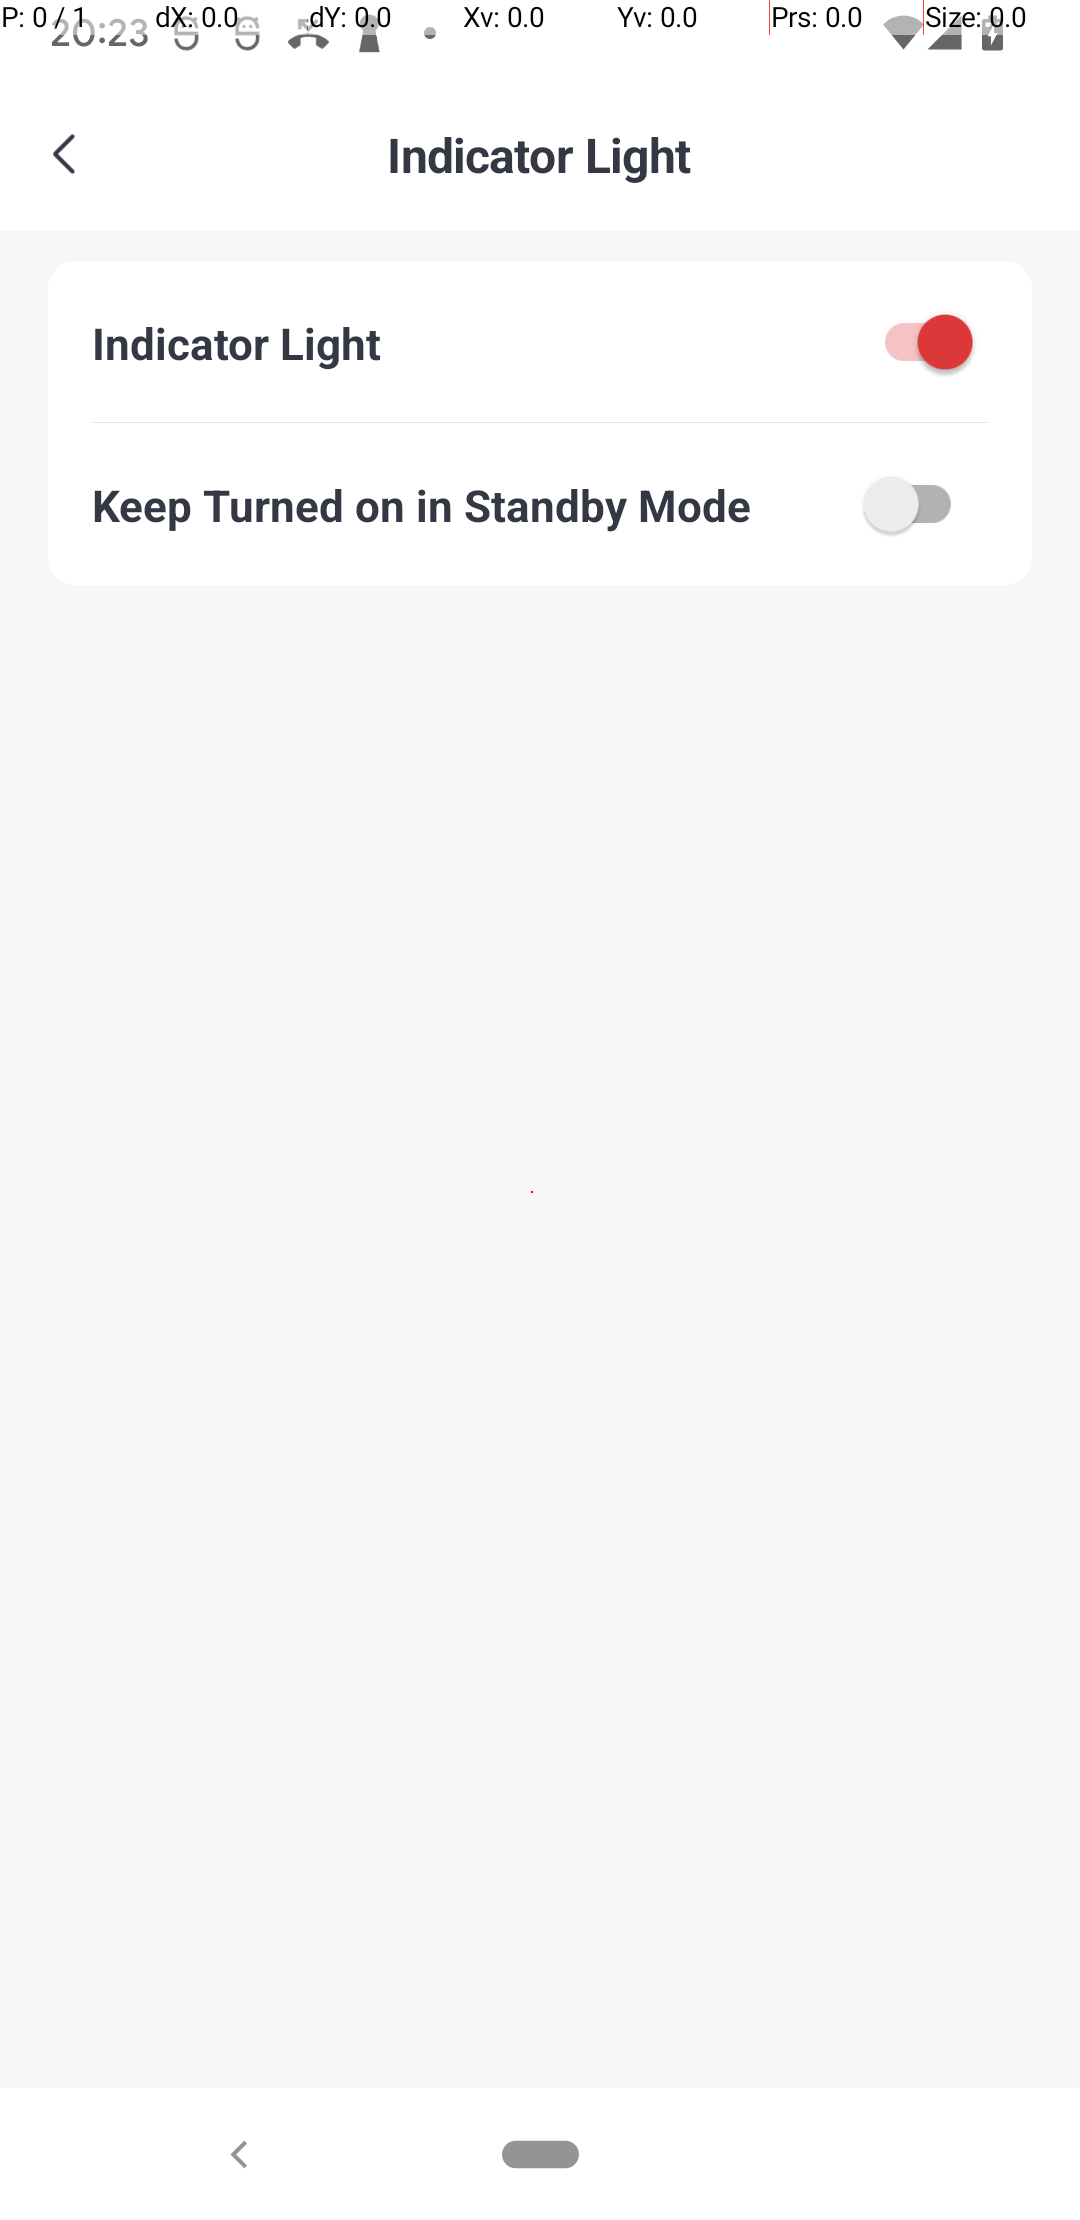 P: 0 / 1 dX: 0.0 dY: 0.0 Xv: 0.0 Yv: 0.0 Prs: 0.0 Size: 0.0
20:23
Indicator Light
Indicator Light
Keep Turned on in Standby Mode